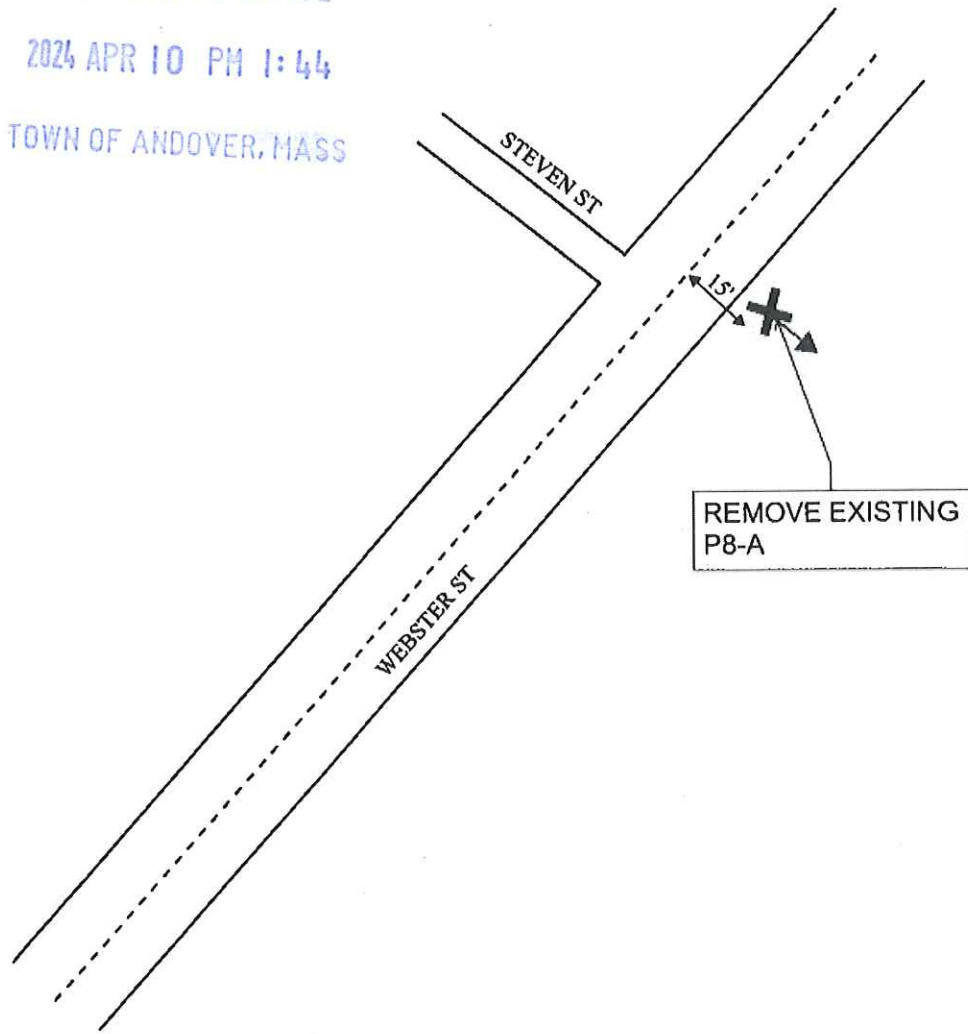 2024 APR 10 PM 1:44
TOWN OF ANDOVER, MASS
STEVEN ST
15'
REMOVE EXISTING
P8-A
WEBSTER ST